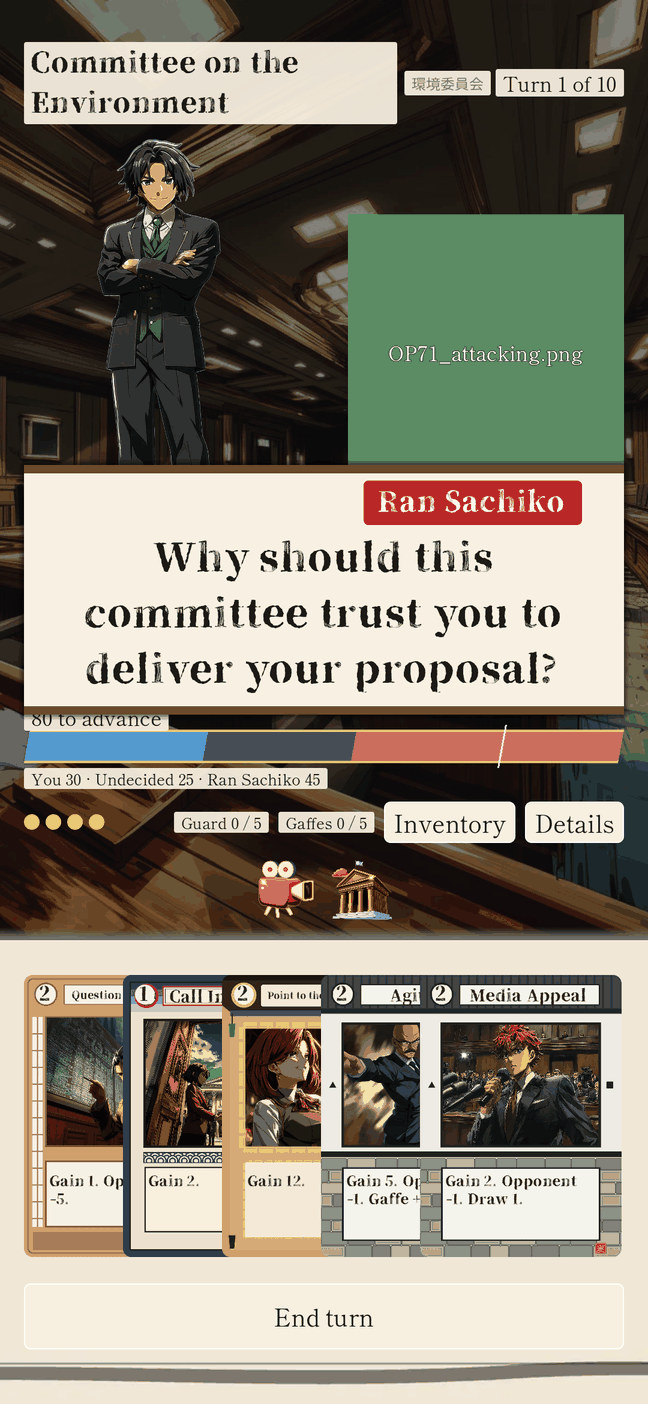 Committee on the
Environment
環境委員会
Turn 1 of 10
OP71_attacking.png
Ran Sachiko
Why should this
committee trust you to
deliver your proposal?
80 to advance
You 30 · Undecided 25 · Ran Sachiko 45
Guard 0 / 5
Gaffes 0 / 5
Inventory
Details
2
Question
Gain 1. Op
-5.
1
Call In
Gain 2.
2
Point to the
Gain 12.
2
Agi
Gain 5. Op
-1. Gaffe +
2
Media Appeal
Gain 2. Opponent
-1. Draw 1.
End turn